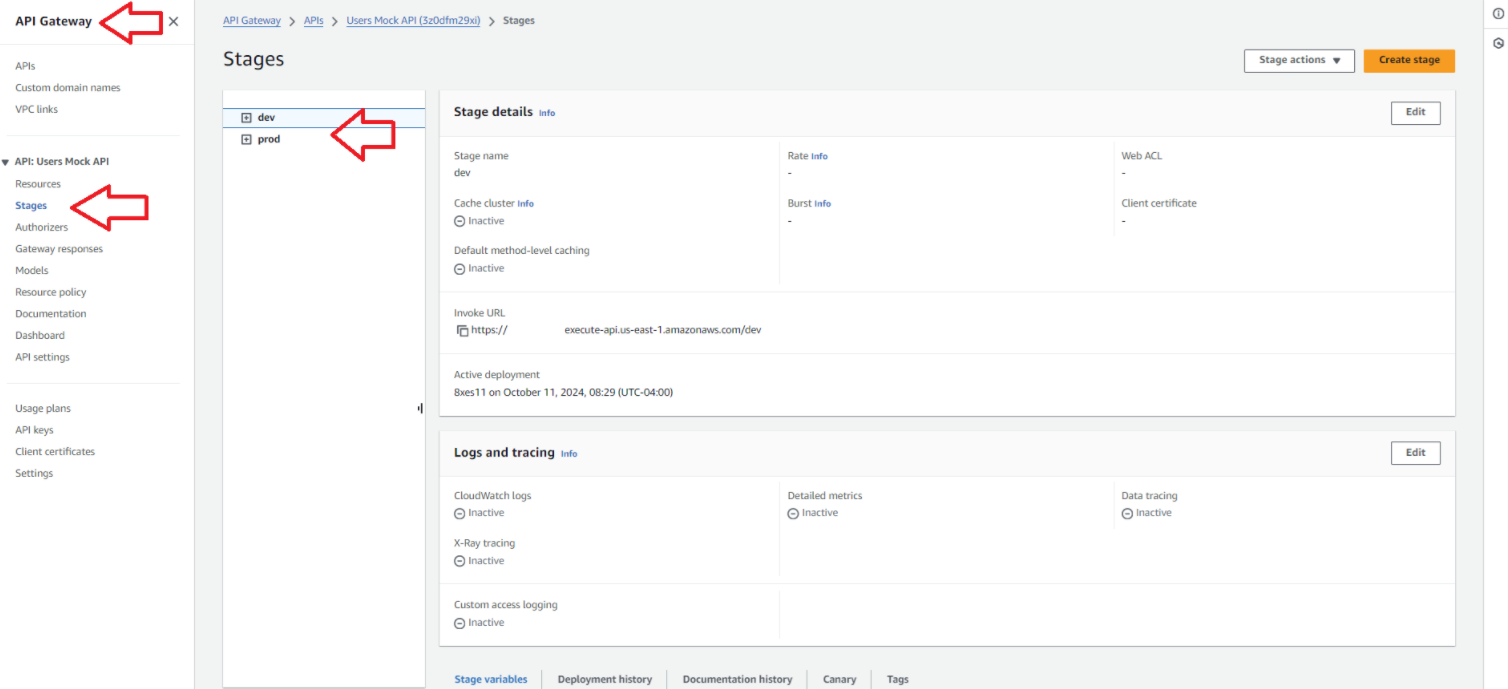 API Gateway
APIs
Custom domain names
VPC links
API: Users Mock API
Resources
Stages
Authorizers
Gateway responses
Models
Resource policy
Documentation
Dashboard
API settings
Usage plans
API keys
Client certificates
Settings
API Gateway > APIs > Users Mock API (3z0dfm29xi) > Stages
Stages
Stage actions
Create stage
dev
prod
Stage details Info
Edit
Stage name
dev
Rate Info
-
Web ACL
-
Cache cluster Info
Inactive
Burst Info
-
Client certificate
-
Default method-level caching
Inactive
Invoke URL
https:// execute-api.us-east-1.amazonaws.com/dev
Active deployment
8xes11 on October 11, 2024, 08:29 (UTC-04:00)
Logs and tracing Info
Edit
CloudWatch logs
Inactive
Detailed metrics
Inactive
Data tracing
Inactive
X-Ray tracing
Inactive
Custom access logging
Inactive
Stage variables
Deployment history
Documentation history
Canary
Tags